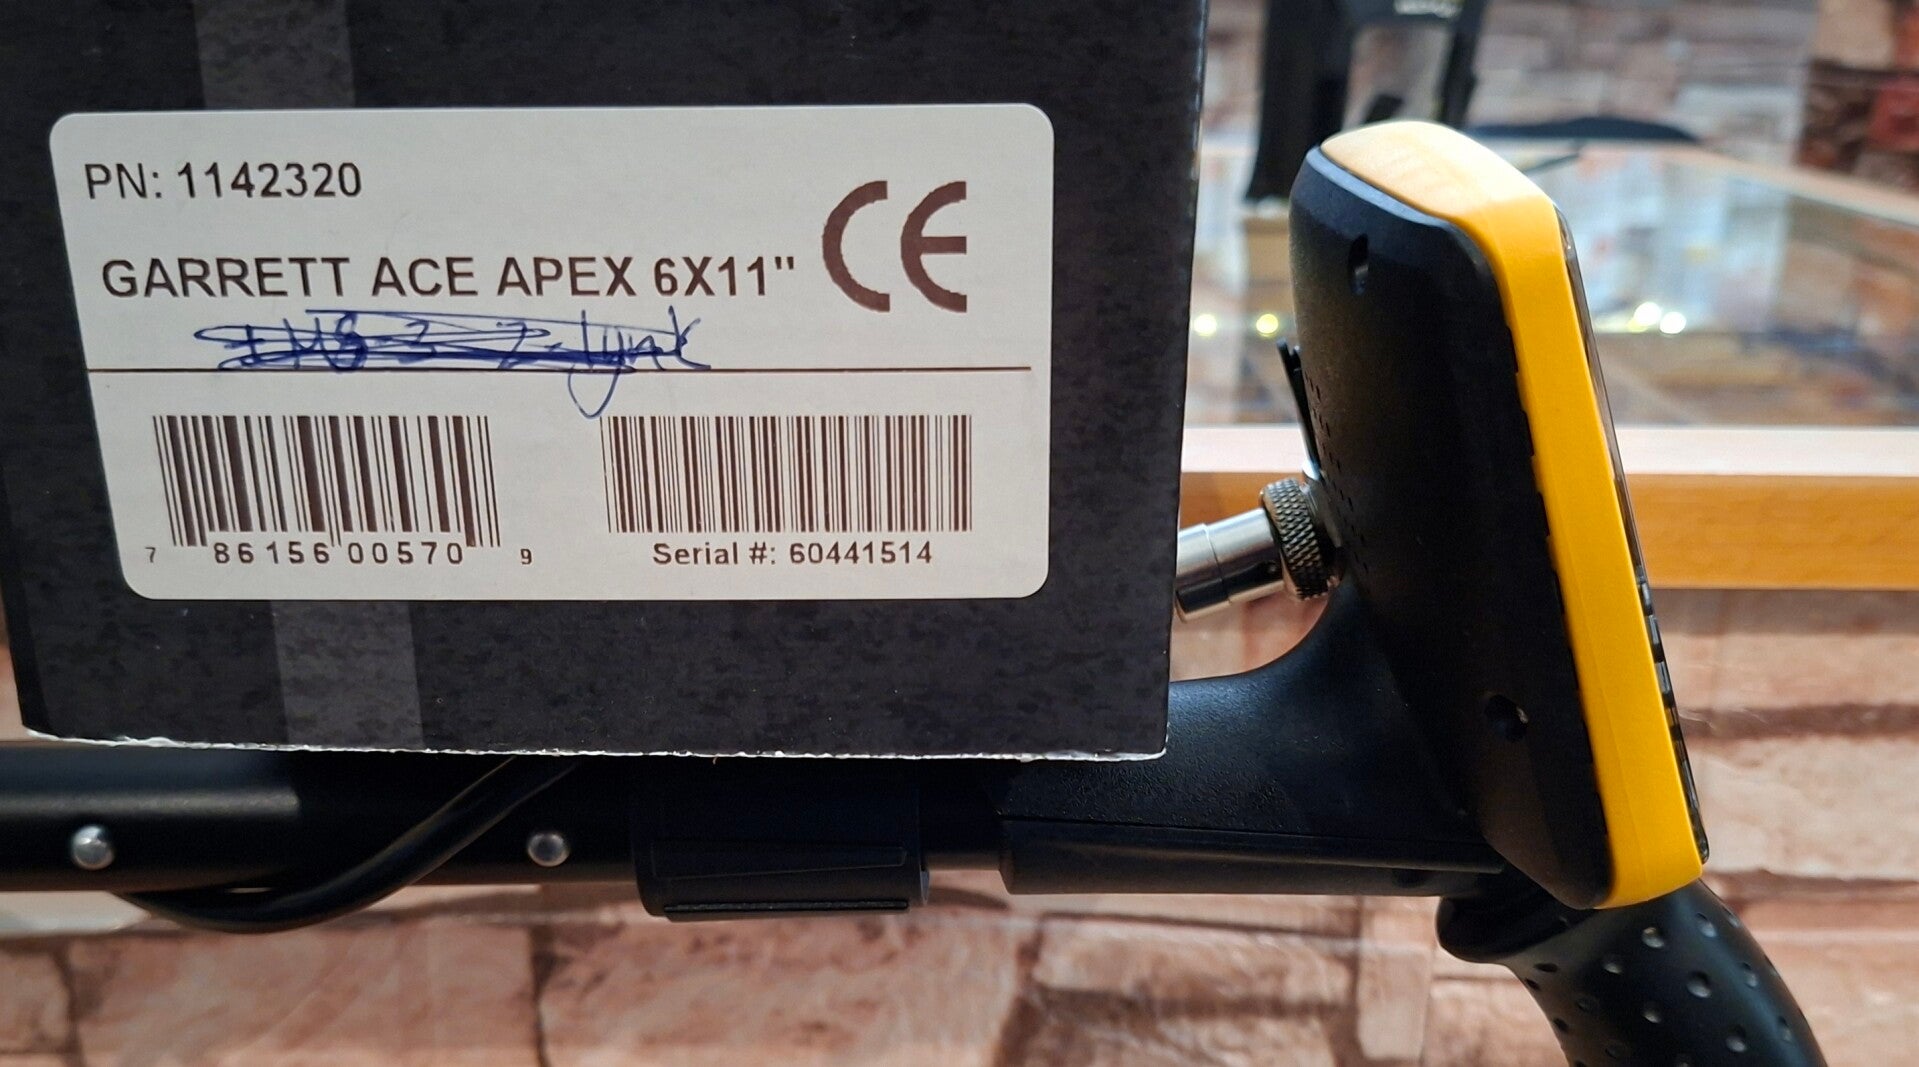 PN: 1142320
GARRETT ACE APEX 6X11"
CE
7 86156 00570 9
Serial #: 60441514